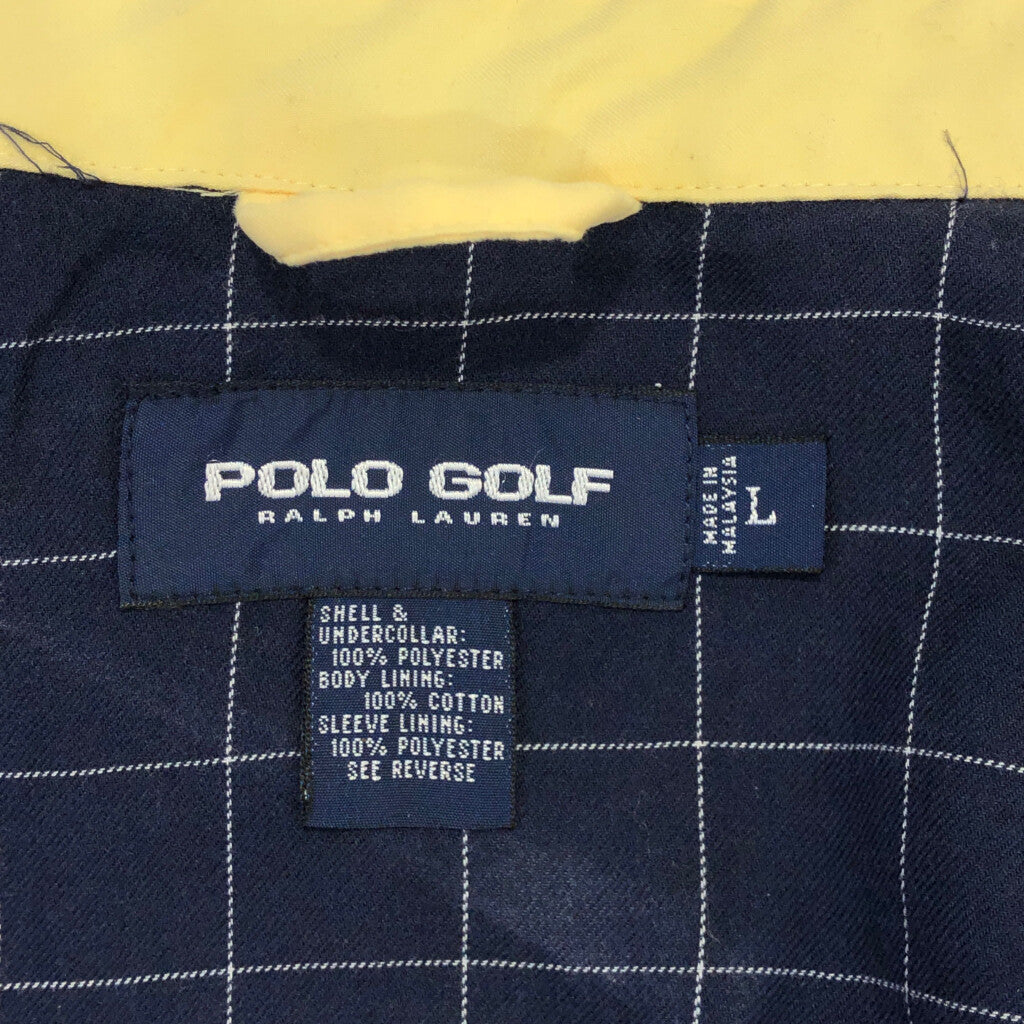 POLO GOLF
RALPH LAUREN
MADE IN
MALAYSIA
L
SHELL &
UNDERCOLLAR:
100% POLYESTER
BODY LINING:
100% COTTON
SLEEVE LINING:
100% POLYESTER
SEE REVERSE